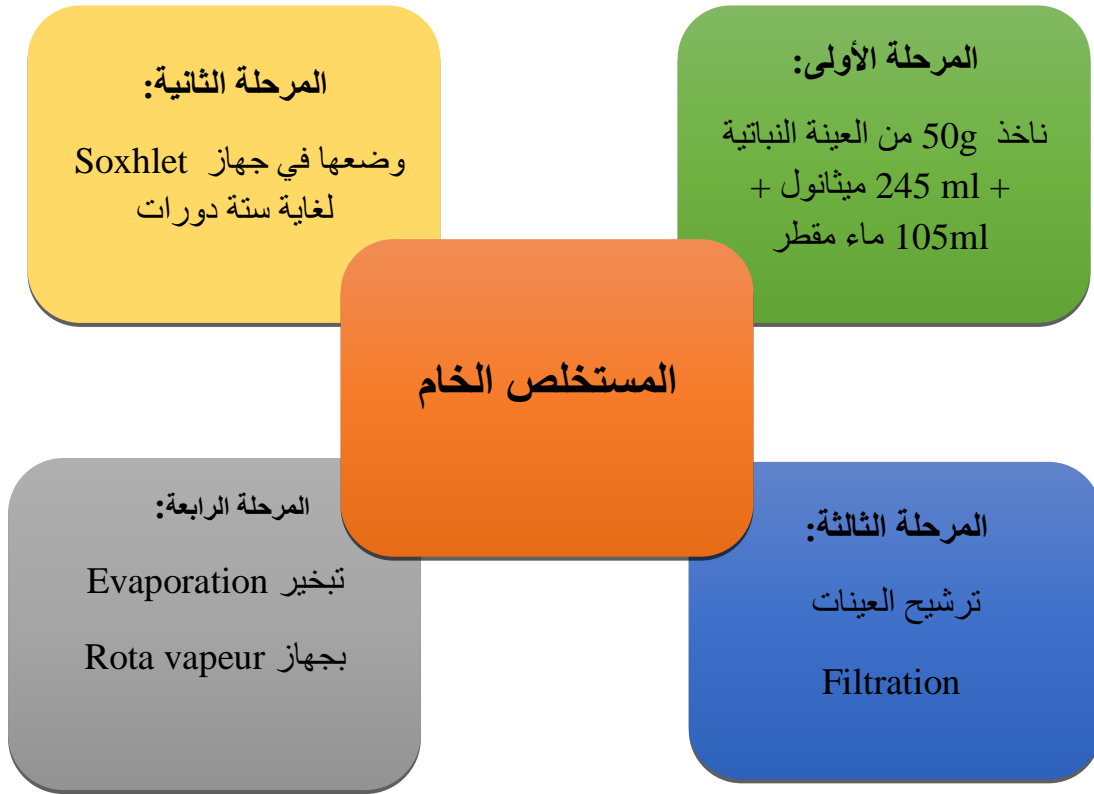 المرحلة الأولى:
ناخذ 50g من العينة النباتية
+ 245 ml ميثانول +
105ml ماء مقطر
المرحلة الثانية:
وضعها في جهاز Soxhlet
لغاية ستة دورات
المستخلص الخام
المرحلة الثالثة:
ترشيح العينات
Filtration
المرحلة الرابعة:
تبخير Evaporation
بجهاز Rota vapeur